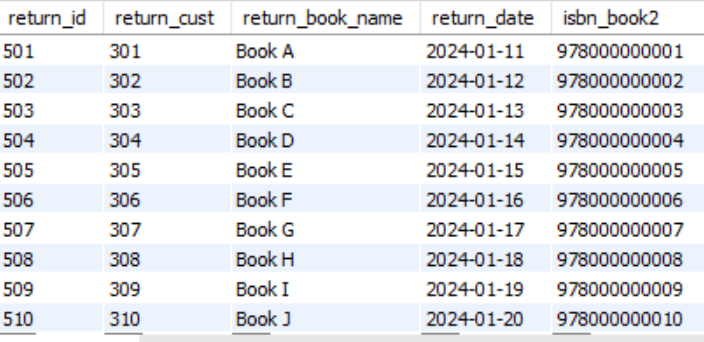 return_id return_cust return_book_name return_date isbn_book2
501 301 Book A 2024-01-11 978000000001
502 302 Book B 2024-01-12 978000000002
503 303 Book C 2024-01-13 978000000003
504 304 Book D 2024-01-14 978000000004
505 305 Book E 2024-01-15 978000000005
506 306 Book F 2024-01-16 978000000006
507 307 Book G 2024-01-17 978000000007
508 308 Book H 2024-01-18 978000000008
509 309 Book I 2024-01-19 978000000009
510 310 Book J 2024-01-20 978000000010